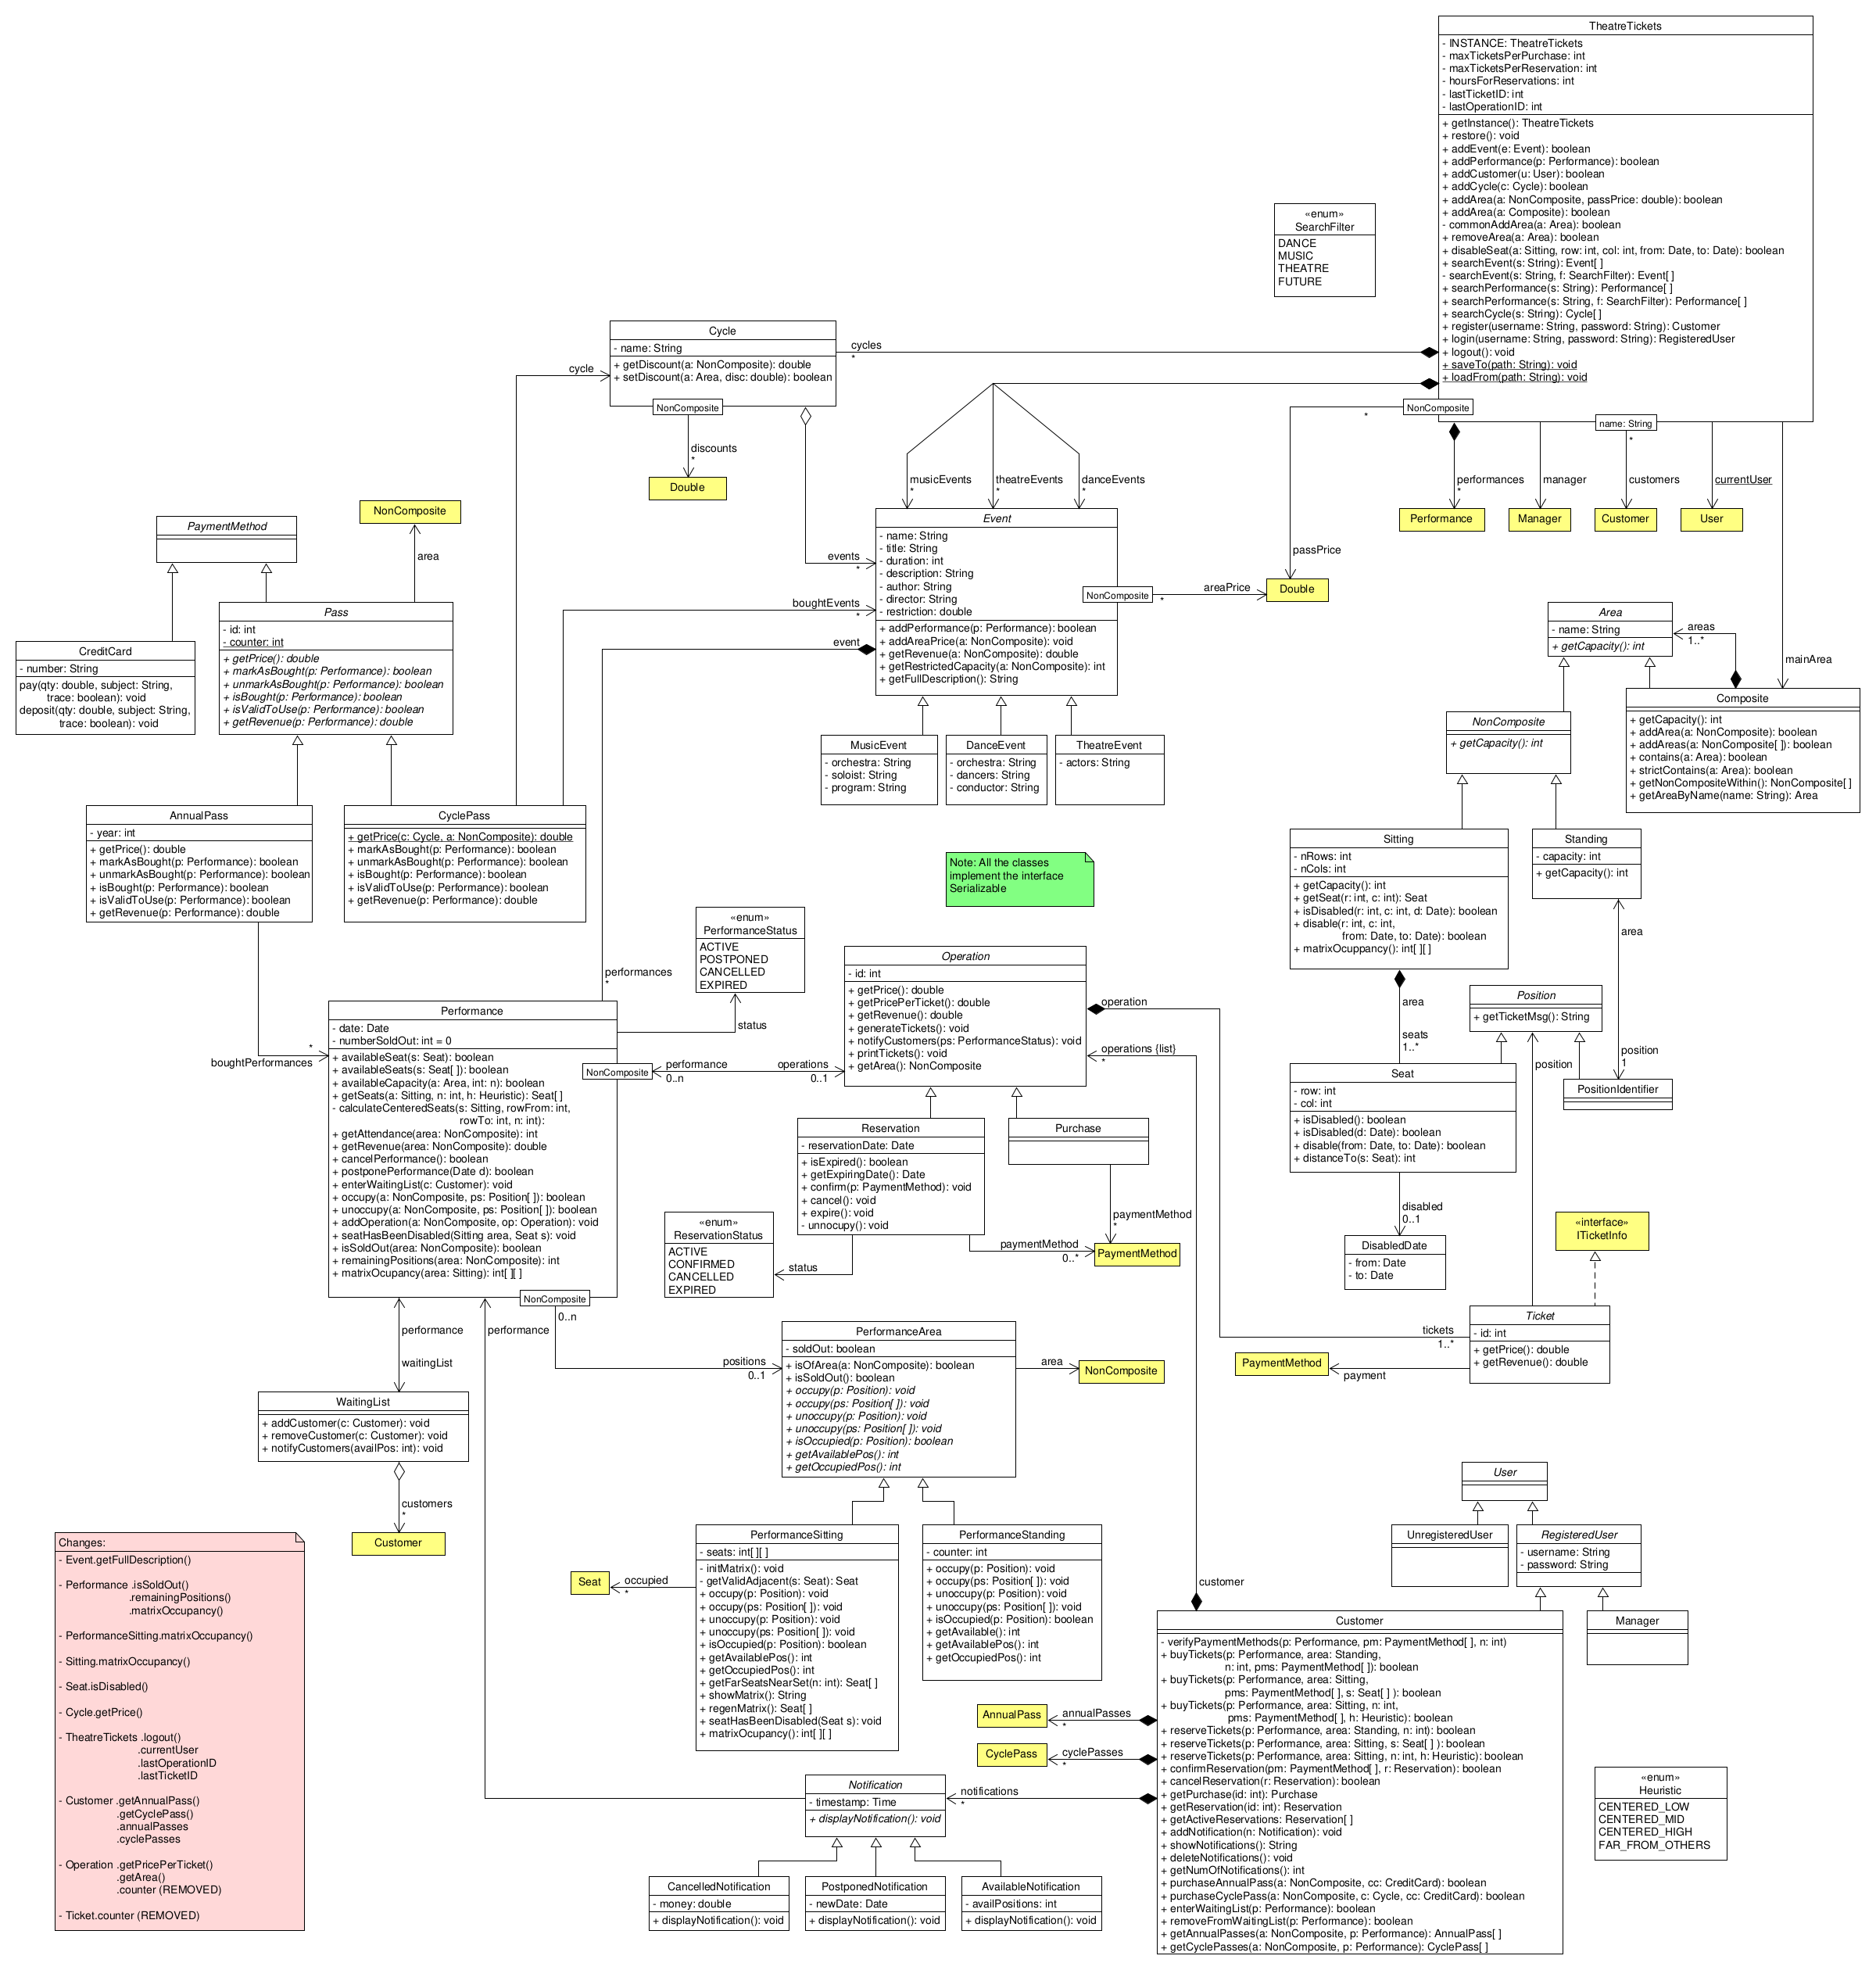 TheatreTickets
- INSTANCE: TheatreTickets
- maxTicketsPerPurchase: int
- maxTicketsPerReservation: int
- hoursForReservations: int
- lastTicketID: int
- lastOperationID: int
+ getInstance(): TheatreTickets
+ restore(): void
+ addEvent(e: Event): boolean
+ addPerformance(p: Performance): boolean
+ addCustomer(u: User): boolean
+ addCycle(c: Cycle): boolean
+ addArea(a: NonComposite, passPrice: double): boolean
+ addArea(a: Composite): boolean
- commonAddArea(a: Area): boolean
+ removeArea(a: Area): boolean
+ disableSeat(a: Sitting, row: int, col: int, from: Date, to: Date): boolean
+ searchEvent(s: String): Event[ ]
- searchEvent(s: String, f: SearchFilter): Event[ ]
+ searchPerformance(s: String): Performance[ ]
+ searchPerformance(s: String, f: SearchFilter): Performance[ ]
+ searchCycle(s: String): Cycle[ ]
+ register(username: String, password: String): Customer
+ login(username: String, password: String): RegisteredUser
+ logout(): void
+ saveTo(path: String): void
+ loadFrom(path: String): void
NonComposite
*
name: String
*
«enum»
SearchFilter
DANCE
MUSIC
THEATRE
FUTURE
Cycle
- name: String
+ getDiscount(a: NonComposite): double
+ setDiscount(a: Area, disc: double): boolean
NonComposite
cycles
*
cycle
discounts
*
Double
musicEvents
*
theatreEvents
*
danceEvents
*
performances
*
manager
customers
currentUser
Performance
Manager
Customer
User
passPrice
Double
mainArea
PaymentMethod
NonComposite
area
Event
- name: String
- title: String
- duration: int
- description: String
- author: String
- director: String
- restriction: double
+ addPerformance(p: Performance): boolean
+ addAreaPrice(a: NonComposite): void
+ getRevenue(a: NonComposite): double
+ getRestrictedCapacity(a: NonComposite): int
+ getFullDescription(): String
NonComposite
*
areaPrice
events
*
boughtEvents
*
event
Pass
- id: int
- counter: int
+ getPrice(): double
+ markAsBought(p: Performance): boolean
+ unmarkAsBought(p: Performance): boolean
+ isBought(p: Performance): boolean
+ isValidToUse(p: Performance): boolean
+ getRevenue(p: Performance): double
CreditCard
- number: String
pay(qty: double, subject: String,
trace: boolean): void
deposit(qty: double, subject: String,
trace: boolean): void
Area
- name: String
+ getCapacity(): int
areas
1..*
Composite
+ getCapacity(): int
+ addArea(a: NonComposite): boolean
+ addAreas(a: NonComposite[ ]): boolean
+ contains(a: Area): boolean
+ strictContains(a: Area): boolean
+ getNonCompositeWithin(): NonComposite[ ]
+ getAreaByName(name: String): Area
NonComposite
+ getCapacity(): int
MusicEvent
- orchestra: String
- soloist: String
- program: String
DanceEvent
- orchestra: String
- dancers: String
- conductor: String
TheatreEvent
- actors: String
AnnualPass
- year: int
+ getPrice(): double
+ markAsBought(p: Performance): boolean
+ unmarkAsBought(p: Performance): boolean
+ isBought(p: Performance): boolean
+ isValidToUse(p: Performance): boolean
+ getRevenue(p: Performance): double
CyclePass
+ getPrice(c: Cycle, a: NonComposite): double
+ markAsBought(p: Performance): boolean
+ unmarkAsBought(p: Performance): boolean
+ isBought(p: Performance): boolean
+ isValidToUse(p: Performance): boolean
+ getRevenue(p: Performance): double
Note: All the classes
implement the interface
Serializable
Sitting
- nRows: int
- nCols: int
+ getCapacity(): int
+ getSeat(r: int, c: int): Seat
+ isDisabled(r: int, c: int, d: Date): boolean
+ disable(r: int, c: int,
from: Date, to: Date): boolean
+ matrixOcuppancy(): int[ ][ ]
Standing
- capacity: int
+ getCapacity(): int
area
position
1
«enum»
PerformanceStatus
ACTIVE
POSTPONED
CANCELLED
EXPIRED
status
performances
*
Operation
- id: int
+ getPrice(): double
+ getPricePerTicket(): double
+ getRevenue(): double
+ generateTickets(): void
+ notifyCustomers(ps: PerformanceStatus): void
+ printTickets(): void
+ getArea(): NonComposite
operation
operations {list}
*
Position
+ getTicketMsg(): String
position
PositionIdentifier
area
seats
1..*
Seat
- row: int
- col: int
+ isDisabled(): boolean
+ isDisabled(d: Date): boolean
+ disable(from: Date, to: Date): boolean
+ distanceTo(s: Seat): int
Performance
- date: Date
- numberSoldOut: int = 0
+ availableSeat(s: Seat): boolean
+ availableSeats(s: Seat[ ]): boolean
+ availableCapacity(a: Area, int: n): boolean
+ getSeats(a: Sitting, n: int, h: Heuristic): Seat[ ]
- calculateCenteredSeats(s: Sitting, rowFrom: int,
rowTo: int, n: int):
+ getAttendance(area: NonComposite): int
+ getRevenue(area: NonComposite): double
+ cancelPerformance(): boolean
+ postponePerformance(Date d): boolean
+ enterWaitingList(c: Customer): void
+ occupy(a: NonComposite, ps: Position[ ]): boolean
+ unoccupy(a: NonComposite, ps: Position[ ]): boolean
+ addOperation(a: NonComposite, op: Operation): void
+ seatHasBeenDisabled(Sitting area, Seat s): void
+ isSoldOut(area: NonComposite): boolean
+ remainingPositions(area: NonComposite): int
+ matrixOcupancy(area: Sitting): int[ ][ ]
NonComposite
NonComposite
*
boughtPerformances
performance
0..n
operations
0..1
Reservation
- reservationDate: Date
+ isExpired(): boolean
+ getExpiringDate(): Date
+ confirm(p: PaymentMethod): void
+ cancel(): void
+ expire(): void
- unnocupy(): void
Purchase
paymentMethod
*
paymentMethod
0..*
PaymentMethod
«enum»
ReservationStatus
ACTIVE
CONFIRMED
CANCELLED
EXPIRED
status
disabled
0..1
DisabledDate
- from: Date
- to: Date
«interface»
ITicketInfo
Ticket
- id: int
+ getPrice(): double
+ getRevenue(): double
tickets
1..*
payment
PaymentMethod
0..n
positions
0..1
performance
waitingList
performance
PerformanceArea
- soldOut: boolean
+ isOfArea(a: NonComposite): boolean
+ isSoldOut(): boolean
+ occupy(p: Position): void
+ occupy(ps: Position[ ]): void
+ unoccupy(p: Position): void
+ unoccupy(ps: Position[ ]): void
+ isOccupied(p: Position): boolean
+ getAvailablePos(): int
+ getOccupiedPos(): int
area
NonComposite
WaitingList
+ addCustomer(c: Customer): void
+ removeCustomer(c: Customer): void
+ notifyCustomers(availPos: int): void
customers
*
Customer
User
UnregisteredUser
RegisteredUser
- username: String
- password: String
Manager
Changes:
- Event.getFullDescription()
- Performance .isSoldOut()
.remainingPositions()
.matrixOccupancy()
- PerformanceSitting.matrixOccupancy()
- Sitting.matrixOccupancy()
- Seat.isDisabled()
- Cycle.getPrice()
- TheatreTickets .logout()
.currentUser
.lastOperationID
.lastTicketID
- Customer .getAnnualPass()
.getCyclePass()
.annualPasses
.cyclePasses
- Operation .getPricePerTicket()
.getArea()
.counter (REMOVED)
- Ticket.counter (REMOVED)
PerformanceSitting
- seats: int[ ][ ]
- initMatrix(): void
- getValidAdjacent(s: Seat): Seat
+ occupy(p: Position): void
+ occupy(ps: Position[ ]): void
+ unoccupy(p: Position): void
+ unoccupy(ps: Position[ ]): void
+ isOccupied(p: Position): boolean
+ getAvailablePos(): int
+ getOccupiedPos(): int
+ getFarSeatsNearSet(n: int): Seat[ ]
+ showMatrix(): String
+ regenMatrix(): Seat[ ]
+ seatHasBeenDisabled(Seat s): void
+ matrixOcupancy(): int[ ][ ]
occupied
*
Seat
PerformanceStanding
- counter: int
+ occupy(p: Position): void
+ occupy(ps: Position[ ]): void
+ unoccupy(p: Position): void
+ unoccupy(ps: Position[ ]): void
+ isOccupied(p: Position): boolean
+ getAvailable(): int
+ getAvailablePos(): int
+ getOccupiedPos(): int
customer
Customer
- verifyPaymentMethods(p: Performance, pm: PaymentMethod[ ], n: int)
+ buyTickets(p: Performance, area: Standing,
n: int, pms: PaymentMethod[ ]): boolean
+ buyTickets(p: Performance, area: Sitting,
pms: PaymentMethod[ ], s: Seat[ ] ): boolean
+ buyTickets(p: Performance, area: Sitting, n: int,
pms: PaymentMethod[ ], h: Heuristic): boolean
+ reserveTickets(p: Performance, area: Standing, n: int): boolean
+ reserveTickets(p: Performance, area: Sitting, s: Seat[ ] ): boolean
+ reserveTickets(p: Performance, area: Sitting, n: int, h: Heuristic): boolean
+ confirmReservation(pm: PaymentMethod[ ], r: Reservation): boolean
+ cancelReservation(r: Reservation): boolean
+ getPurchase(id: int): Purchase
+ getReservation(id: int): Reservation
+ getActiveReservations: Reservation[ ]
+ addNotification(n: Notification): void
+ showNotifications(): String
+ deleteNotifications(): void
+ getNumOfNotifications(): int
+ purchaseAnnualPass(a: NonComposite, cc: CreditCard): boolean
+ purchaseCyclePass(a: NonComposite, c: Cycle, cc: CreditCard): boolean
+ enterWaitingList(p: Performance): boolean
+ removeFromWaitingList(p: Performance): boolean
+ getAnnualPasses(a: NonComposite, p: Performance): AnnualPass[ ]
+ getCyclePasses(a: NonComposite, p: Performance): CyclePass[ ]
AnnualPass
annualPasses
*
CyclePass
cyclePasses
*
notifications
*
Notification
- timestamp: Time
+ displayNotification(): void
CancelledNotification
- money: double
+ displayNotification(): void
PostponedNotification
- newDate: Date
+ displayNotification(): void
AvailableNotification
- availPositions: int
+ displayNotification(): void
«enum»
Heuristic
CENTERED_LOW
CENTERED_MID
CENTERED_HIGH
FAR_FROM_OTHERS